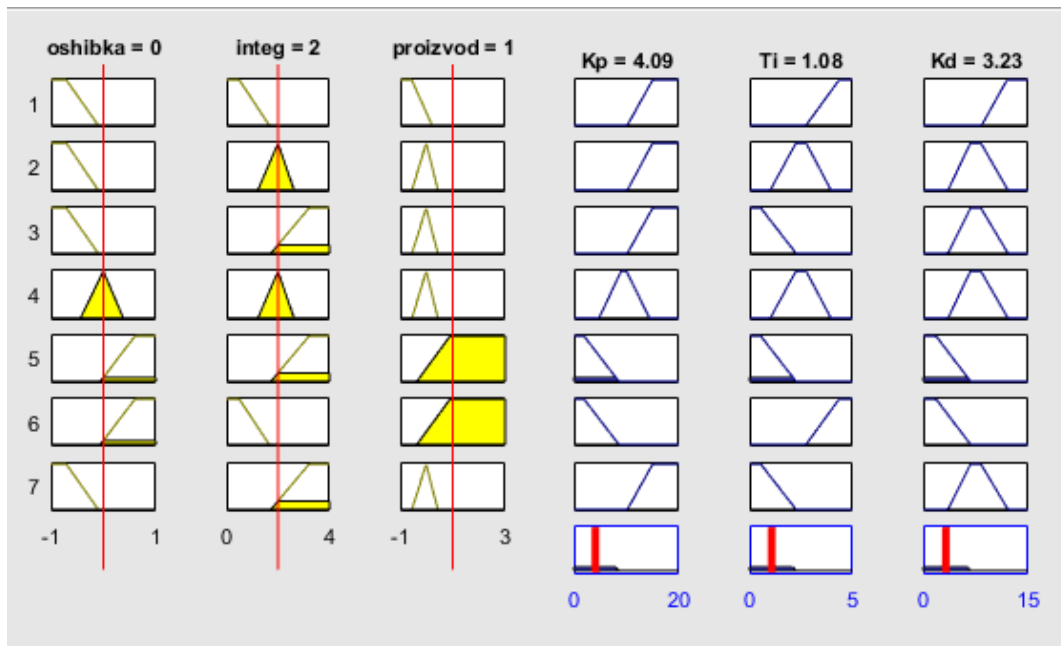 oshibka = 0 integ = 2 proizvod = 1 Kp = 4.09 Ti = 1.08 Kd = 3.23
1
2
3
4
5
6
7
-1 1 0 4 -1 3
0 20 0 5 0 15